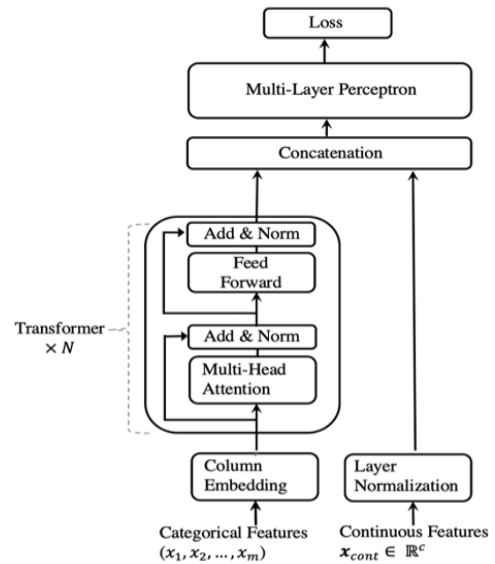 Loss
Multi-Layer Perceptron
Concatenation
Add & Norm
Feed
Forward
Transformer
× N
Add & Norm
Multi-Head
Attention
Column
Embedding
Layer
Normalization
Categorical Features
(x₁, x₂, ..., xₘ)
Continuous Features
x_cont ∈ ℝᶜ